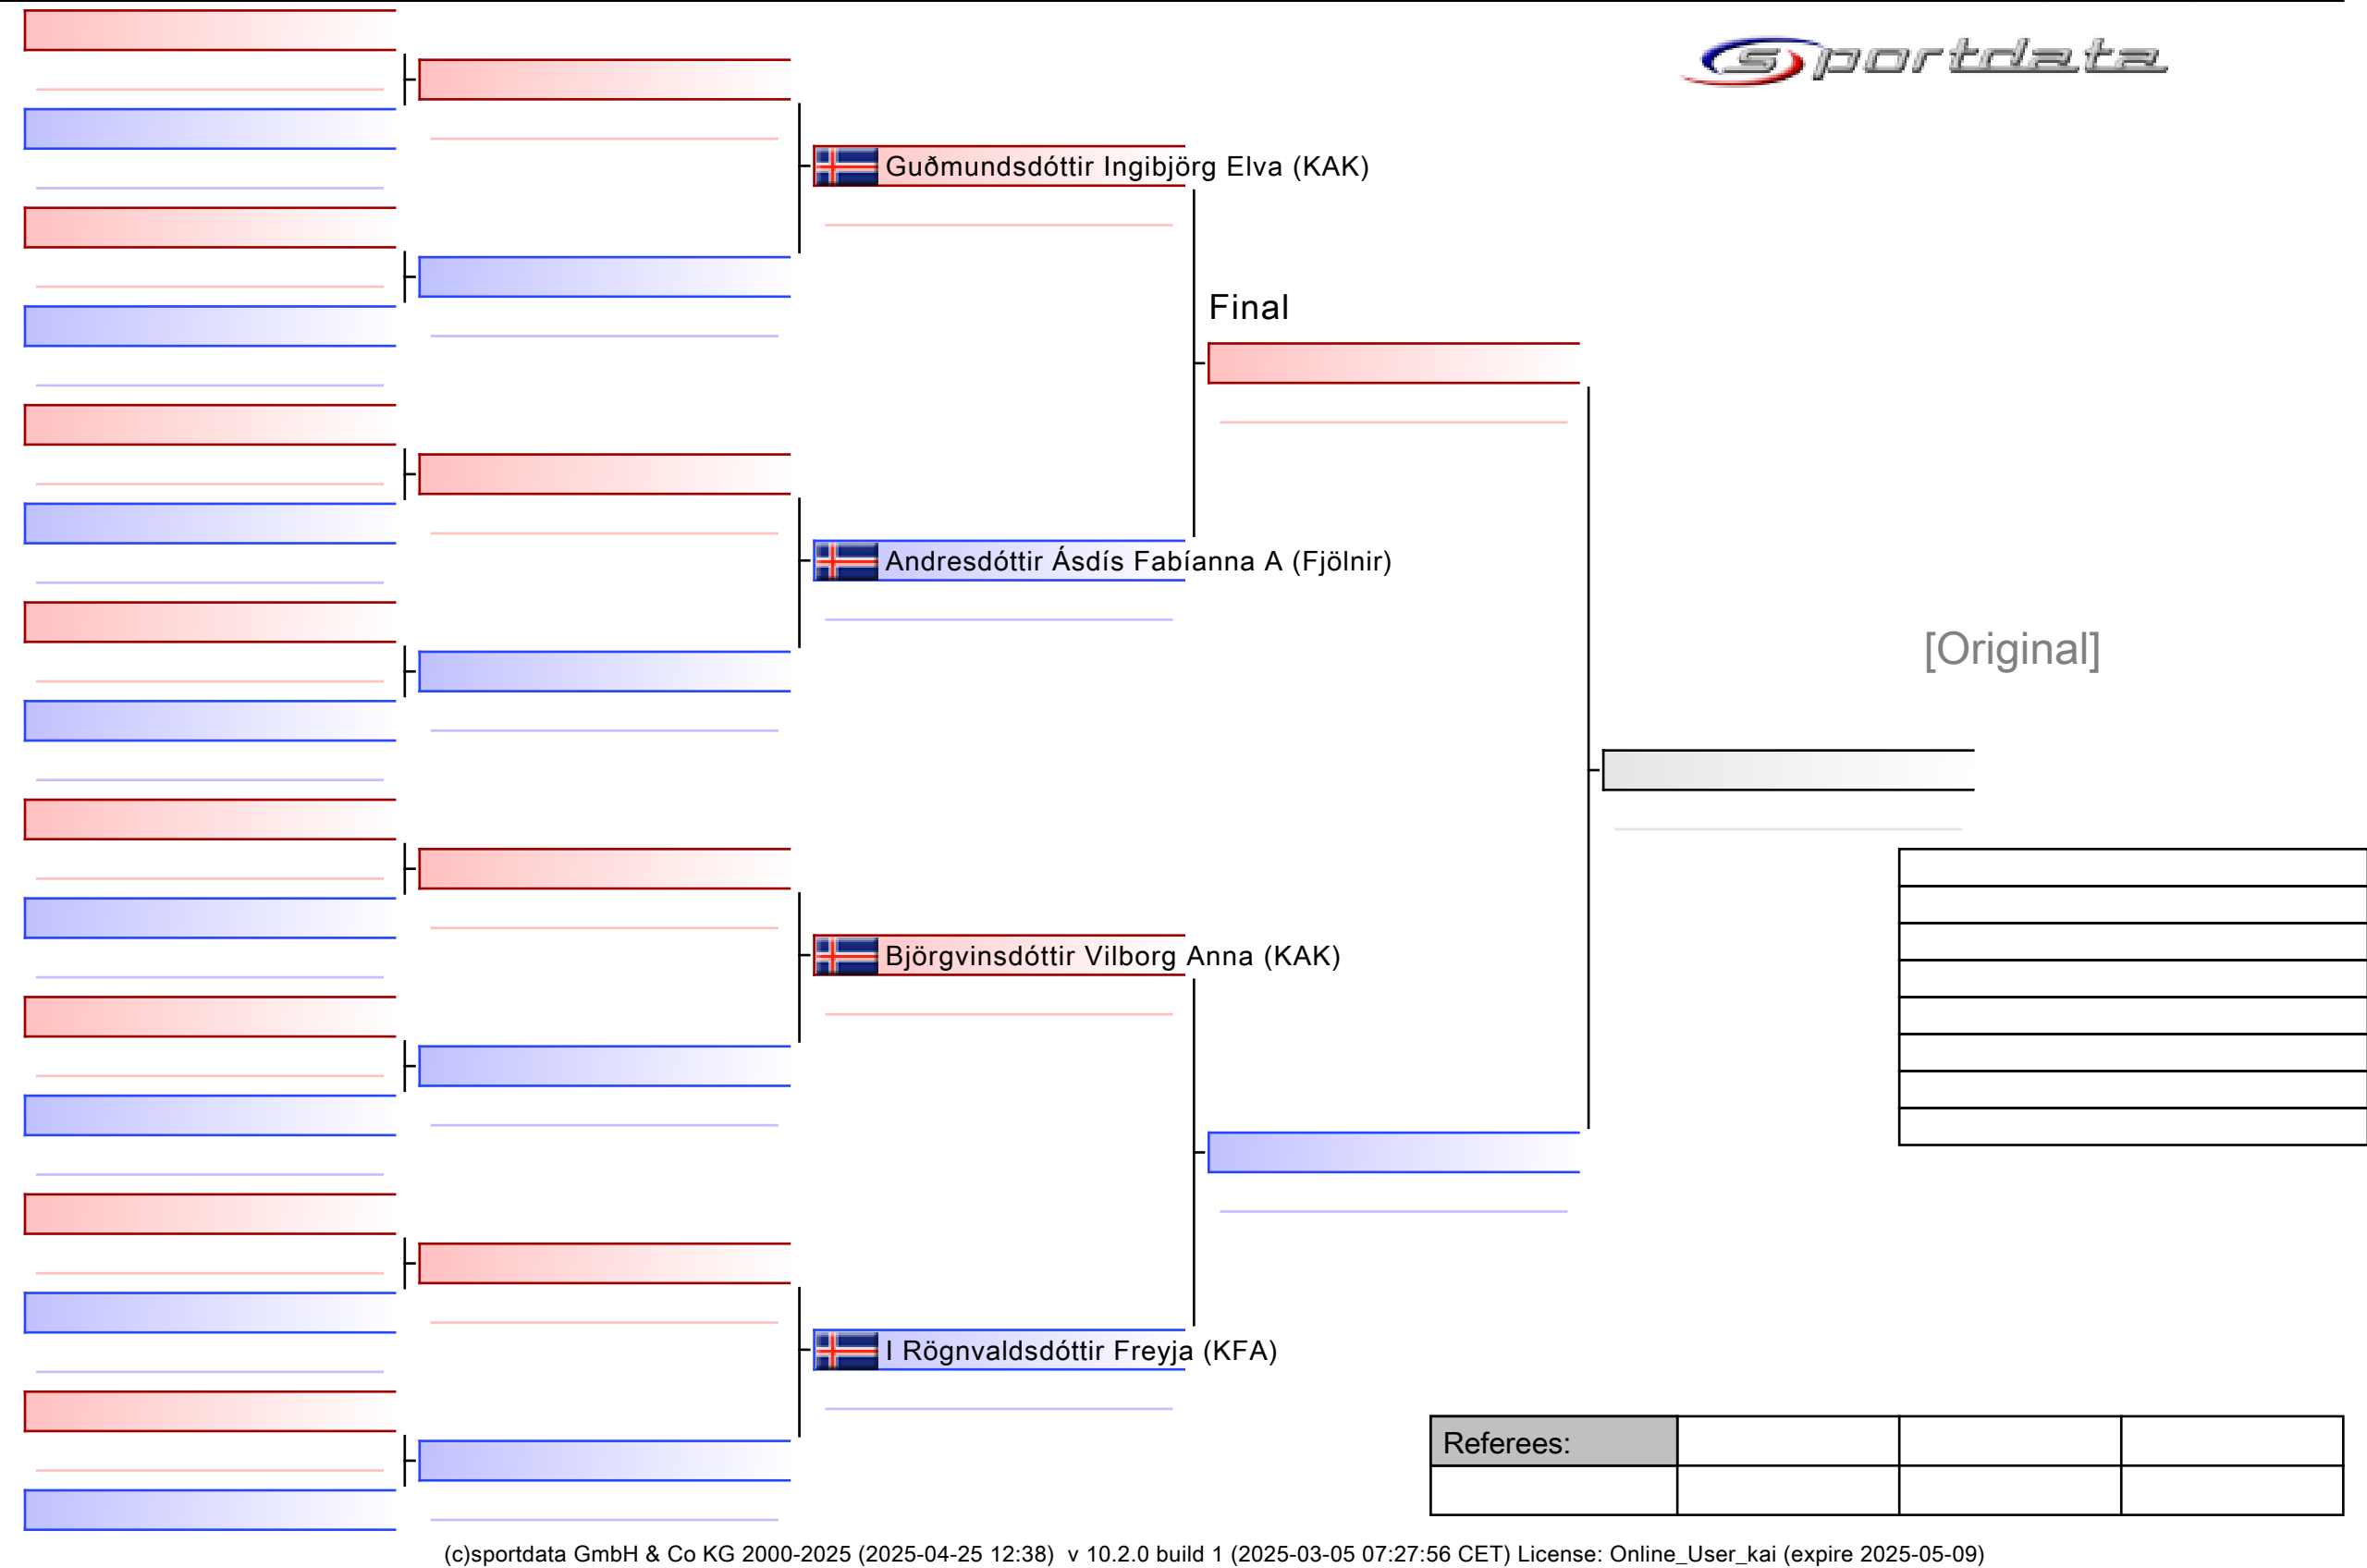 sportdata
Guðmundsdóttir Ingibjörg Elva (KAK)
Final
Andresdóttir Ásdís Fabíanna A (Fjölnir)
[Original]
Björgvinsdóttir Vilborg Anna (KAK)
I Rögnvaldsdóttir Freyja (KFA)
Referees:
(c)sportdata GmbH & Co KG 2000-2025 (2025-04-25 12:38)  v 10.2.0 build 1 (2025-03-05 07:27:56 CET) License: Online_User_kai (expire 2025-05-09)